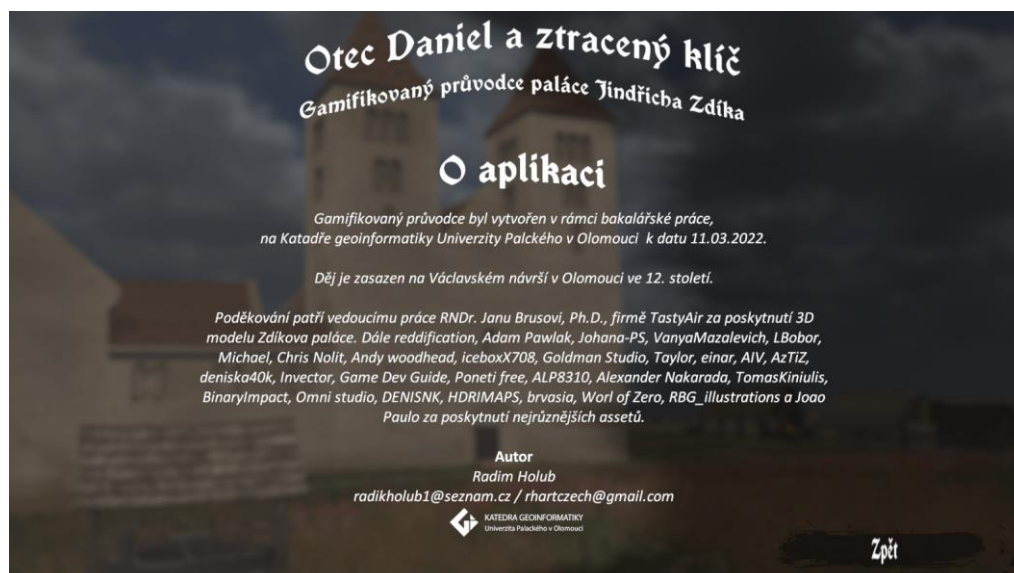 Otec Daniel a ztracený klíč
Gamifikovaný průvodce paláce Jindřicha Zdíka
O aplikaci
Gamifikovaný průvodce byl vytvořen v rámci bakalářské práce,
na Katadře geoinformatiky Univerzity Palckého v Olomouci k datu 11.03.2022.
Děj je zasazen na Václavském návrší v Olomouci ve 12. století.
Poděkování patří vedoucímu práce RNDr. Janu Brusovi, Ph.D., firmě TastyAir za poskytnutí 3D
modelu Zdíkova paláce. Dále reddification, Adam Pawlak, Johana-PS, VanyaMazalevich, LBobor,
Michael, Chris Nolit, Andy woodhead, iceboxX708, Goldman Studio, Taylor, einar, AIV, AzTiZ,
deniska40k, Invector, Game Dev Guide, Poneti free, ALP8310, Alexander Nakarada, TomasKiniulis,
BinaryImpact, Omni studio, DENISNK, HDRIMAPS, brvasia, Worl of Zero, RBG_illustrations a Joao
Paulo za poskytnutí nejrůznějších assetů.
Autor
Radim Holub
radikholub1@seznam.cz / rhartczech@gmail.com
KATEDRA GEOINFORMATIKY
Univerzita Palackého v Olomouci
Zpět